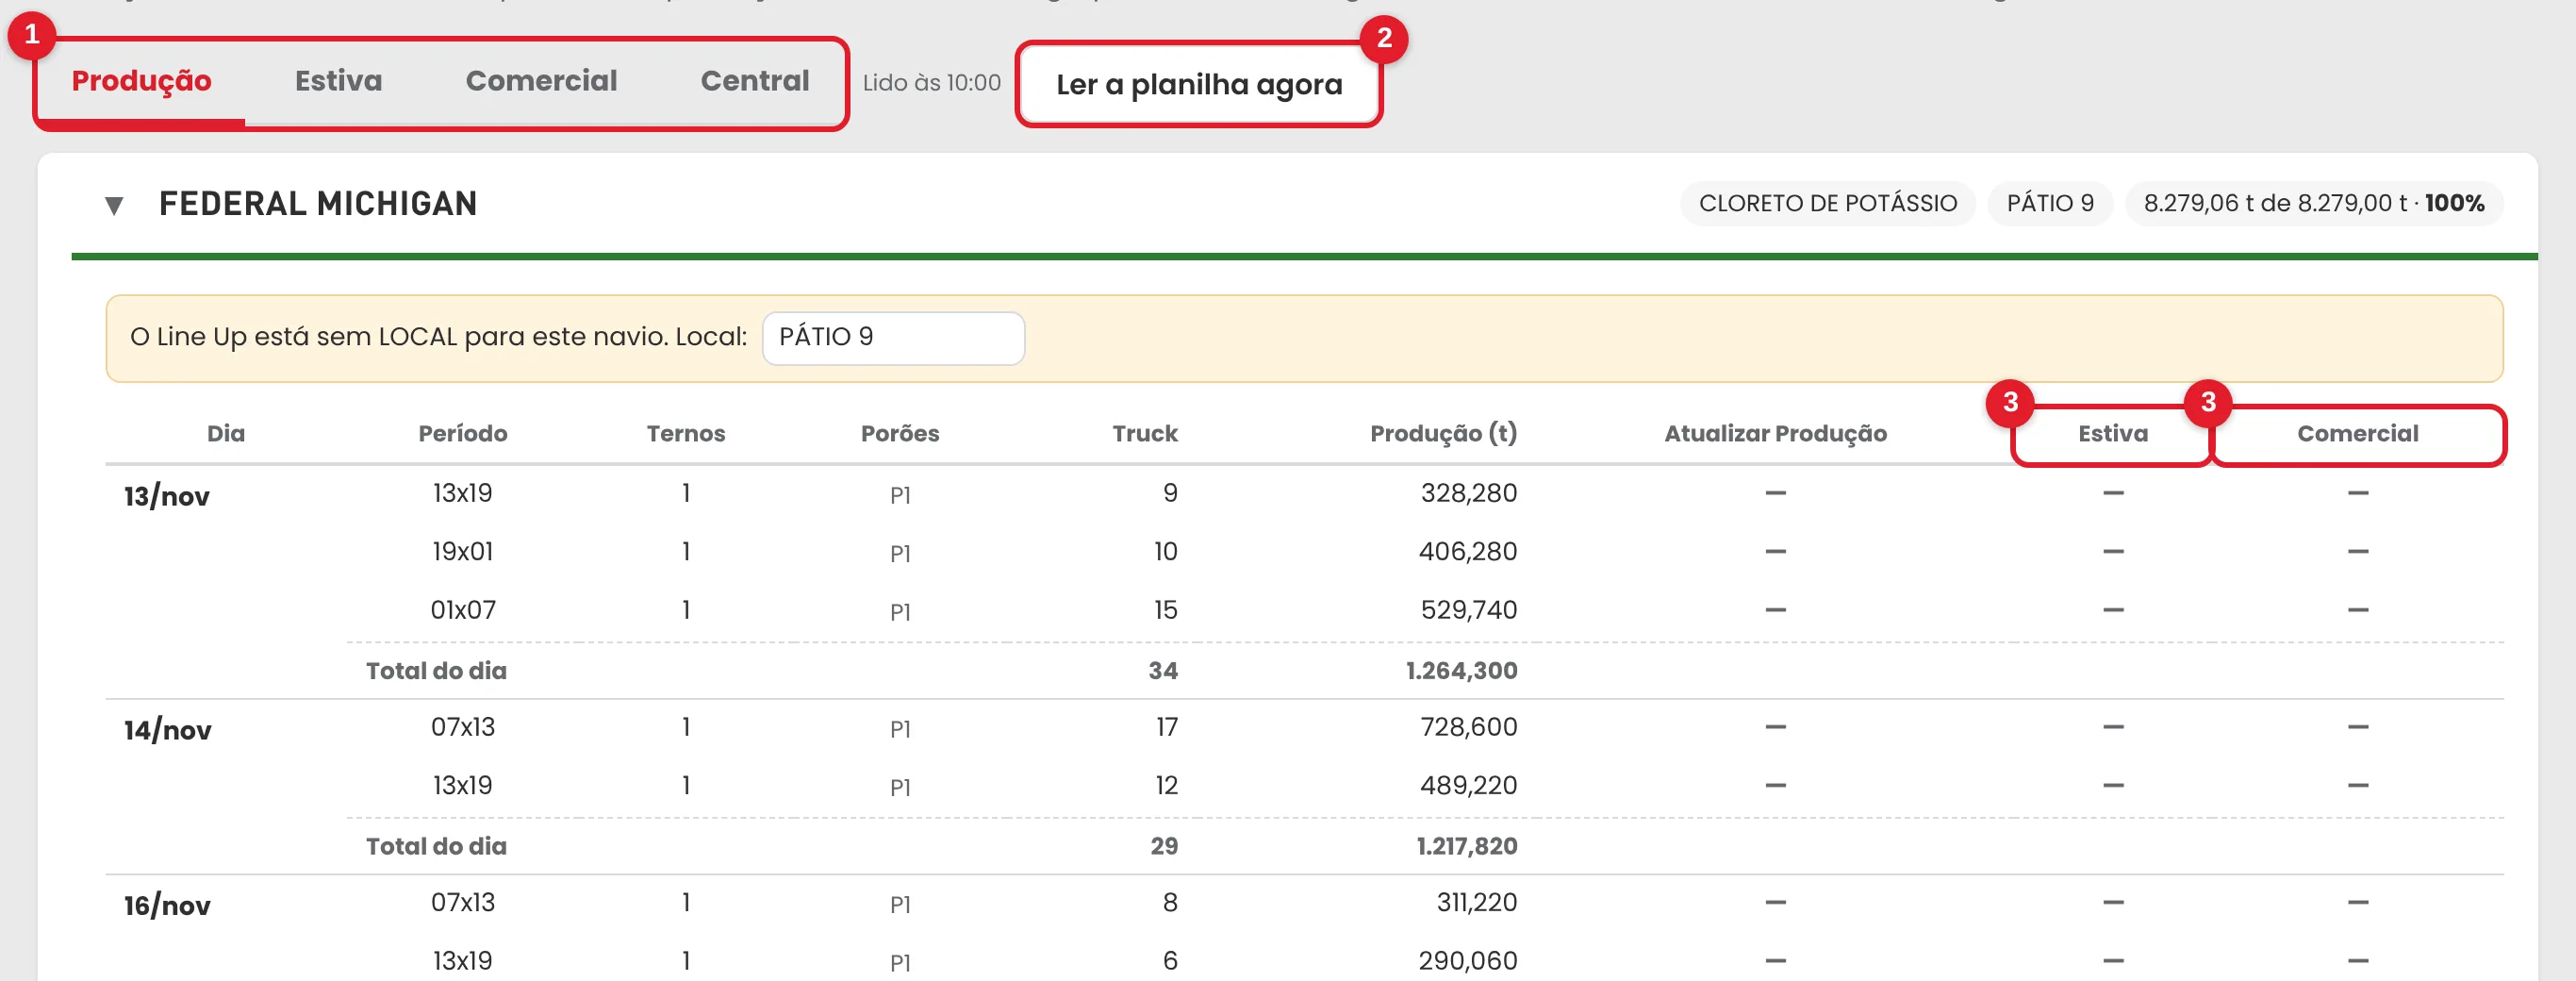 1
2
Produção Estiva Comercial Central Lido às 10:00 Ler a planilha agora
▼ FEDERAL MICHIGAN CLORETO DE POTÁSSIO PÁTIO 9 8.279,06 t de 8.279,00 t · 100%
O Line Up está sem LOCAL para este navio. Local: PÁTIO 9
3 3
Dia Período Ternos Porões Truck Produção (t) Atualizar Produção Estiva Comercial
13/nov 13x19 1 P1 9 328,280 — — —
19x01 1 P1 10 406,280 — — —
01x07 1 P1 15 529,740 — — —
Total do dia 34 1.264,300
14/nov 07x13 1 P1 17 728,600 — — —
13x19 1 P1 12 489,220 — — —
Total do dia 29 1.217,820
16/nov 07x13 1 P1 8 311,220 — — —
13x19 1 P1 6 290,060 — — —